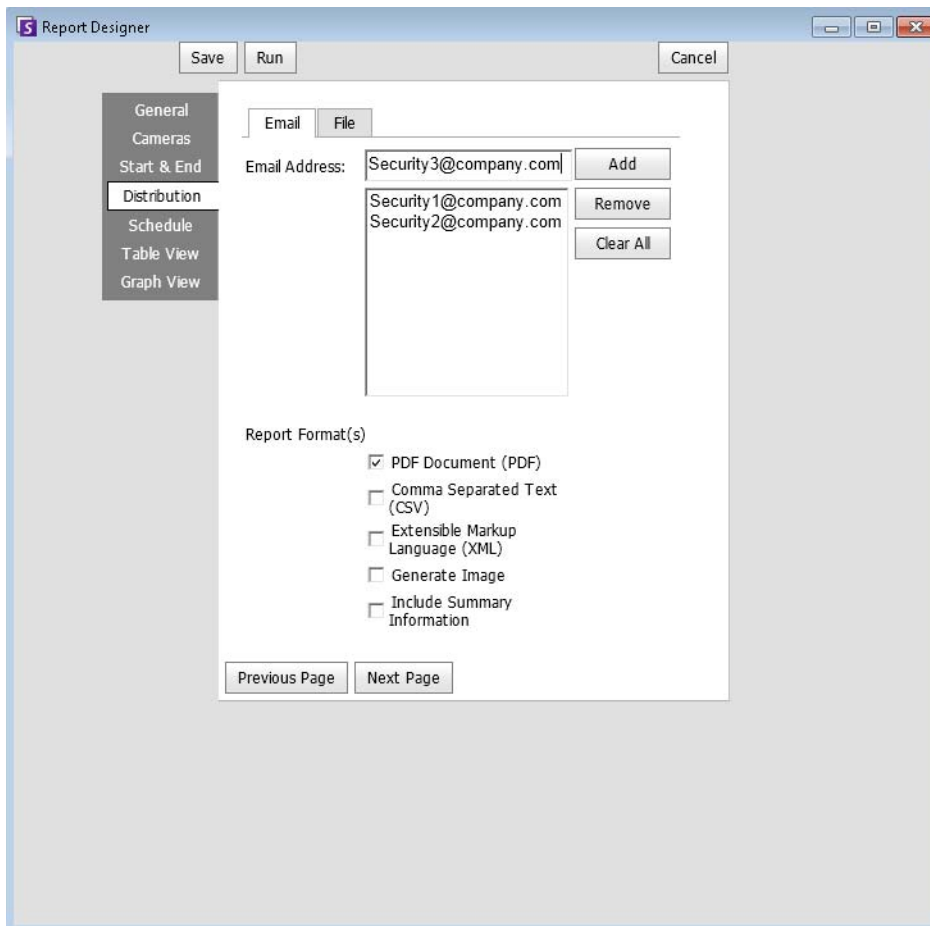 Report Designer
Save Run Cancel
General
Cameras
Start & End
Distribution
Schedule
Table View
Graph View
Email File
Email Address: Security3@company.com Add
Security1@company.com
Security2@company.com
Remove
Clear All
Report Format(s)
PDF Document (PDF)
Comma Separated Text
(CSV)
Extensible Markup
Language (XML)
Generate Image
Include Summary
Information
Previous Page Next Page